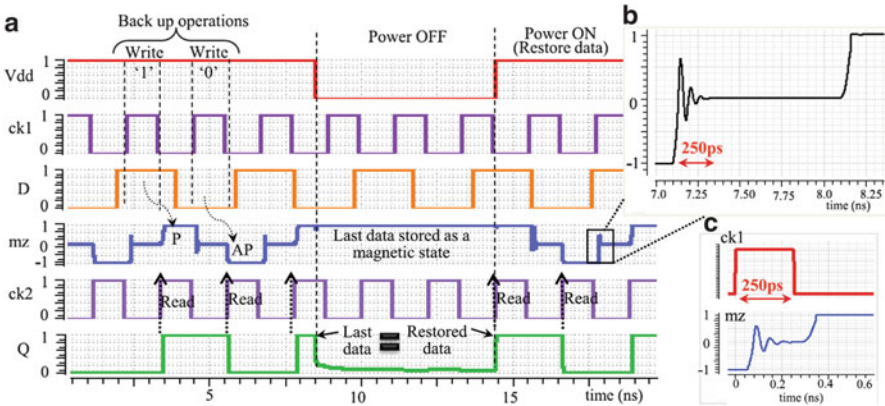 a
Back up operations
Write '1'
Write '0'
Power OFF
Power ON
(Restore data)
Vdd
1
0
ck1
1
0
D
1
0
mz
1
0
-1
P
AP
Last data stored as a
magnetic state
ck2
1
0
Read
Read
Read
Read
Q
1
0
Last
data
=
Restored
data
5
10
15
time (ns)
b
1
0
-1
250ps
7.0
7.25
7.5
7.75
8.0
8.25
time (ns)
c
ck1
250ps
mz
1
0
-1
0
0.2
0.4
0.6
time (ns)